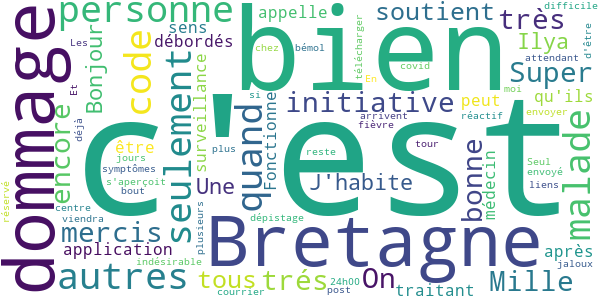 personne
bien
soutient
très
difficile
appelle
sens
débordés
Les
Et
dommage
Bonjour
code
chez
bémol
télécharger
Ilya
attendant
d'être
Super
covid
moi
En
qu'ils
encore
seulement
surveillance
quand
Fonctionne
si
c'est
initiative
arrivent
fièvre
peut
réactif
envoyer
malade
déjà
être
plus
jours
symptômes
s'aperçoit
bout
Une
J'habite
reste
tour
bonne
médecin
Seul
envoyé
liens
réservé
centre
viendra
mercis
plusieurs
dépistage
Bretagne
application
indésirable
après
jaloux
autres
tous
trés
On
24h00
courrier
post
traitant
Mille